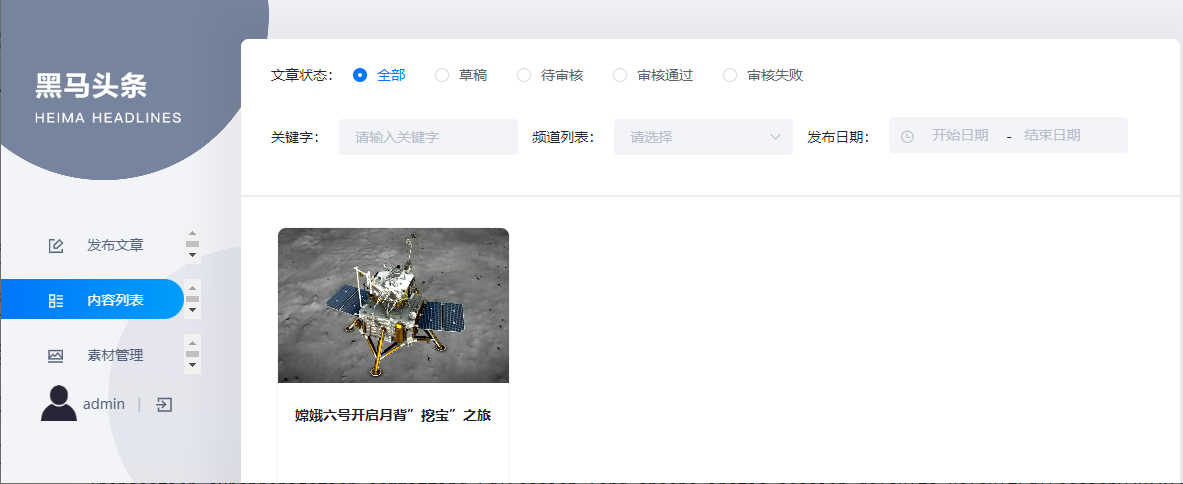 黑马头条
HEIMA HEADLINES
发布文章
内容列表
素材管理
admin
文章状态： 全部 草稿 待审核 审核通过 审核失败
关键字： 请输入关键字 频道列表： 请选择 发布日期： 开始日期 - 结束日期
嫦娥六号开启月背”挖宝”之旅